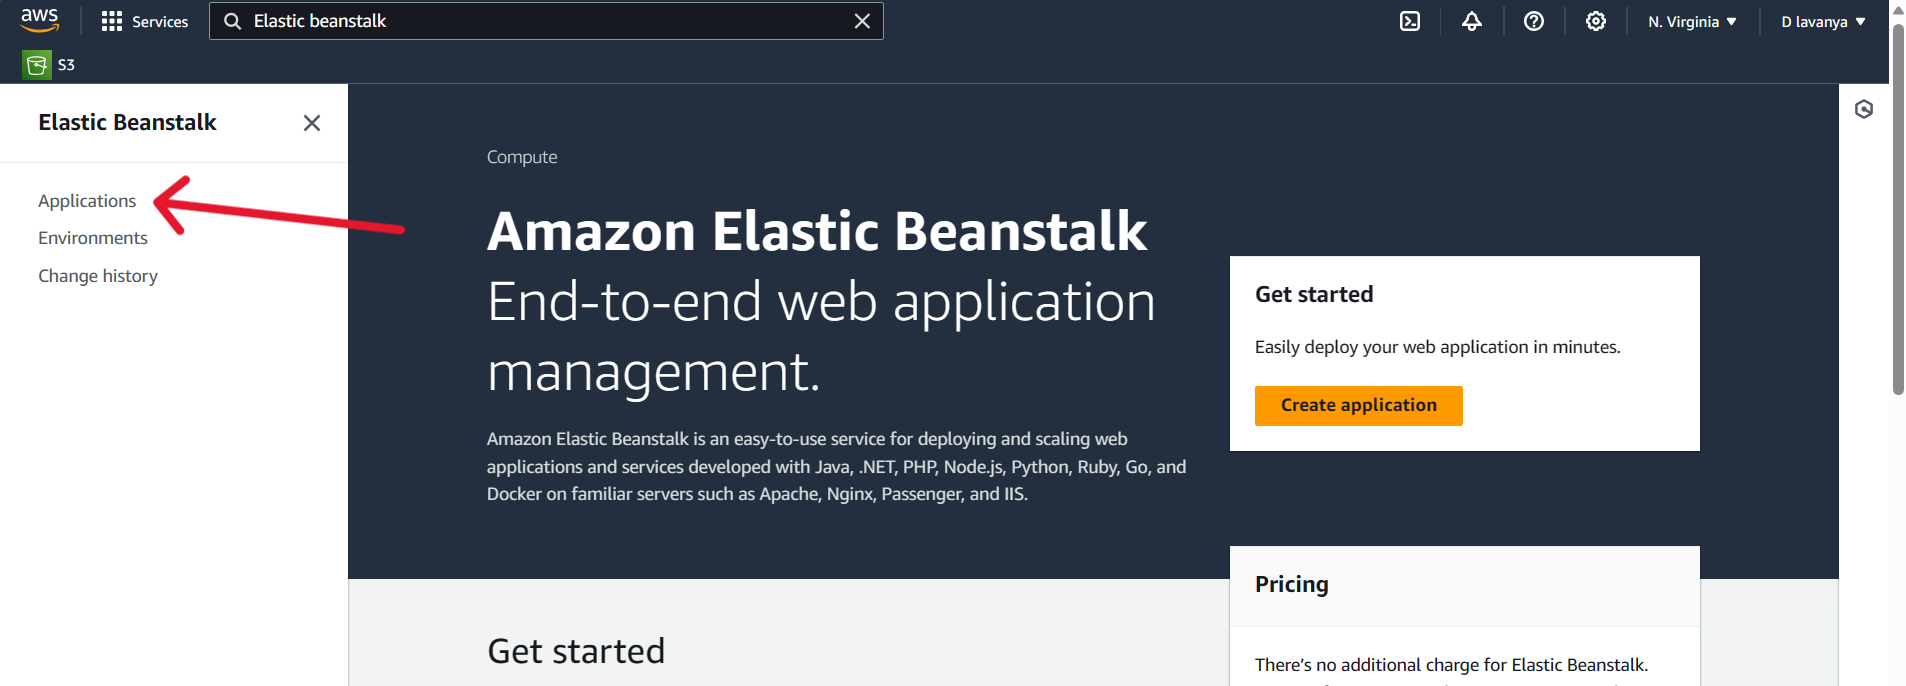 aws
Services
Elastic beanstalk
N. Virginia
D lavanya
S3
Elastic Beanstalk
Applications
Environments
Change history
Compute
Amazon Elastic Beanstalk
End-to-end web application
management.
Amazon Elastic Beanstalk is an easy-to-use service for deploying and scaling web
applications and services developed with Java, .NET, PHP, Node.js, Python, Ruby, Go, and
Docker on familiar servers such as Apache, Nginx, Passenger, and IIS.
Get started
Easily deploy your web application in minutes.
Create application
Get started
Pricing
There's no additional charge for Elastic Beanstalk.